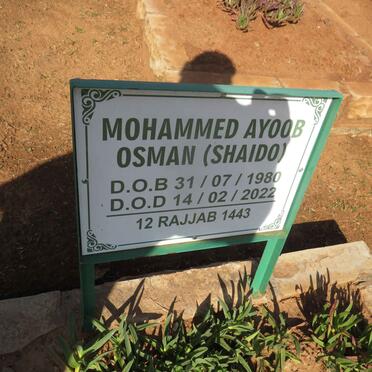 MOHAMMED AYOOB
OSMAN (SHAIDO)
D.O.B 31 / 07 / 1980
D.O.D 14 / 02 / 2022
12 RAJJAB 1443